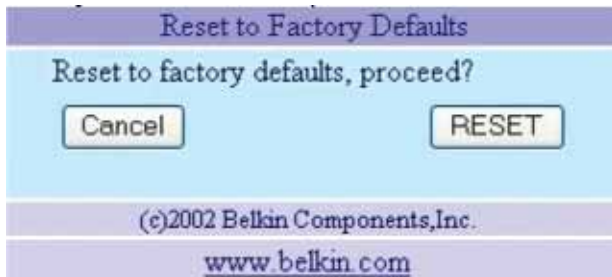 Reset to Factory Defaults
Reset to factory defaults, proceed?
Cancel RESET
(c)2002 Belkin Components,Inc.
www.belkin.com